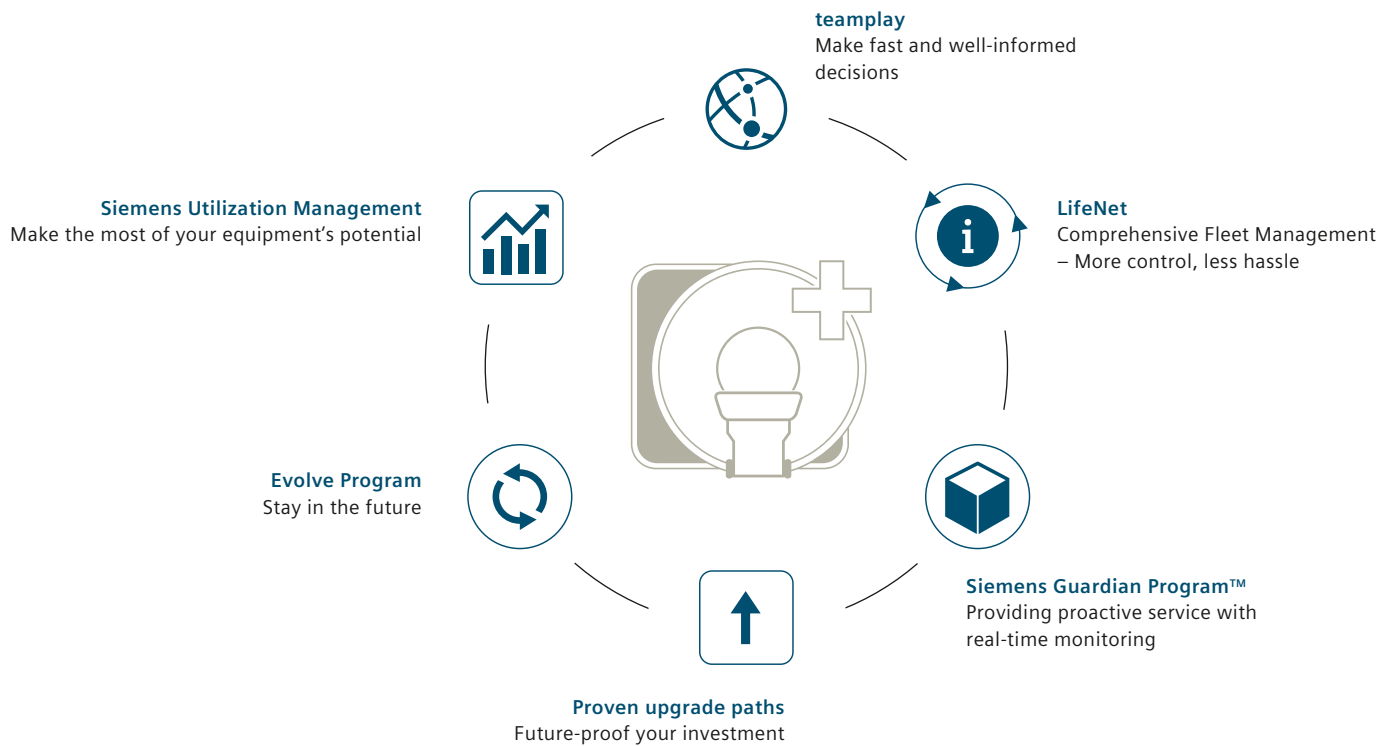 teamplay
Make fast and well-informed
decisions
Siemens Utilization Management
Make the most of your equipment's potential
LifeNet
Comprehensive Fleet Management
– More control, less hassle
Evolve Program
Stay in the future
Siemens Guardian Program™
Providing proactive service with
real-time monitoring
Proven upgrade paths
Future-proof your investment